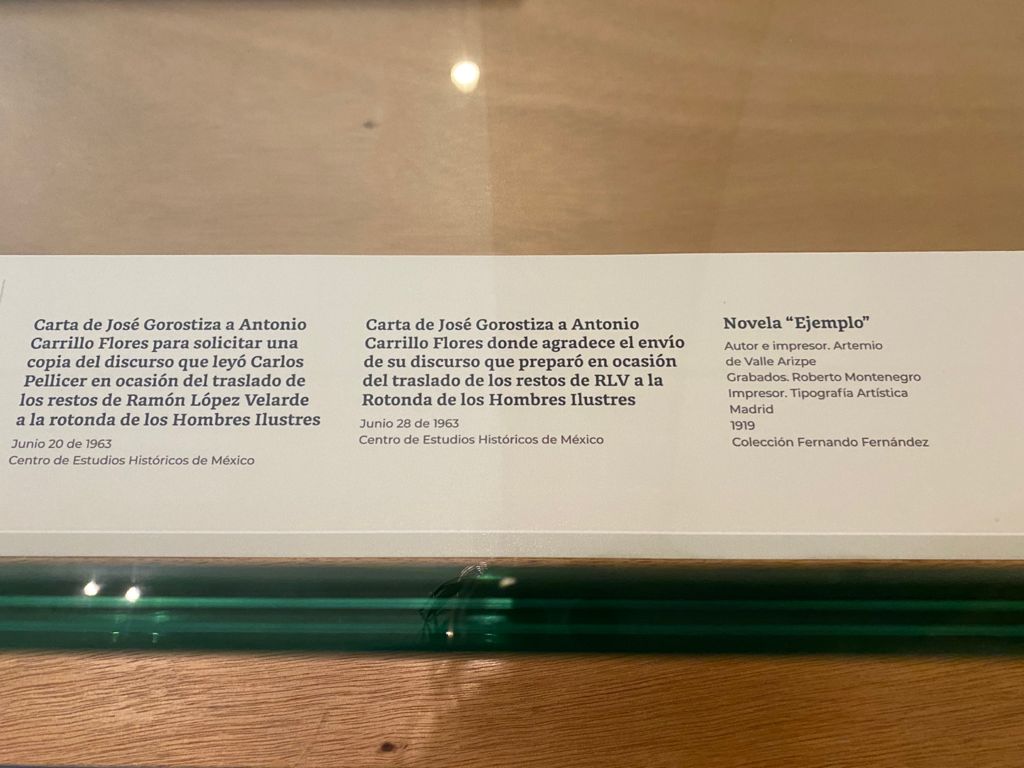 Carta de José Gorostiza a Antonio
Carrillo Flores para solicitar una
copia del discurso que leyó Carlos
Pellicer en ocasión del traslado de
los restos de Ramón López Velarde
a la rotonda de los Hombres Ilustres
Junio 20 de 1963
Centro de Estudios Históricos de México
Carta de José Gorostiza a Antonio
Carrillo Flores donde agradece el envío
de su discurso que preparó en ocasión
del traslado de los restos de RLV a la
Rotonda de los Hombres Ilustres
Junio 28 de 1963
Centro de Estudios Históricos de México
Novela “Ejemplo”
Autor e impresor. Artemio
de Valle Arizpe
Grabados. Roberto Montenegro
Impresor. Tipografía Artística
Madrid
1919
Colección Fernando Fernández